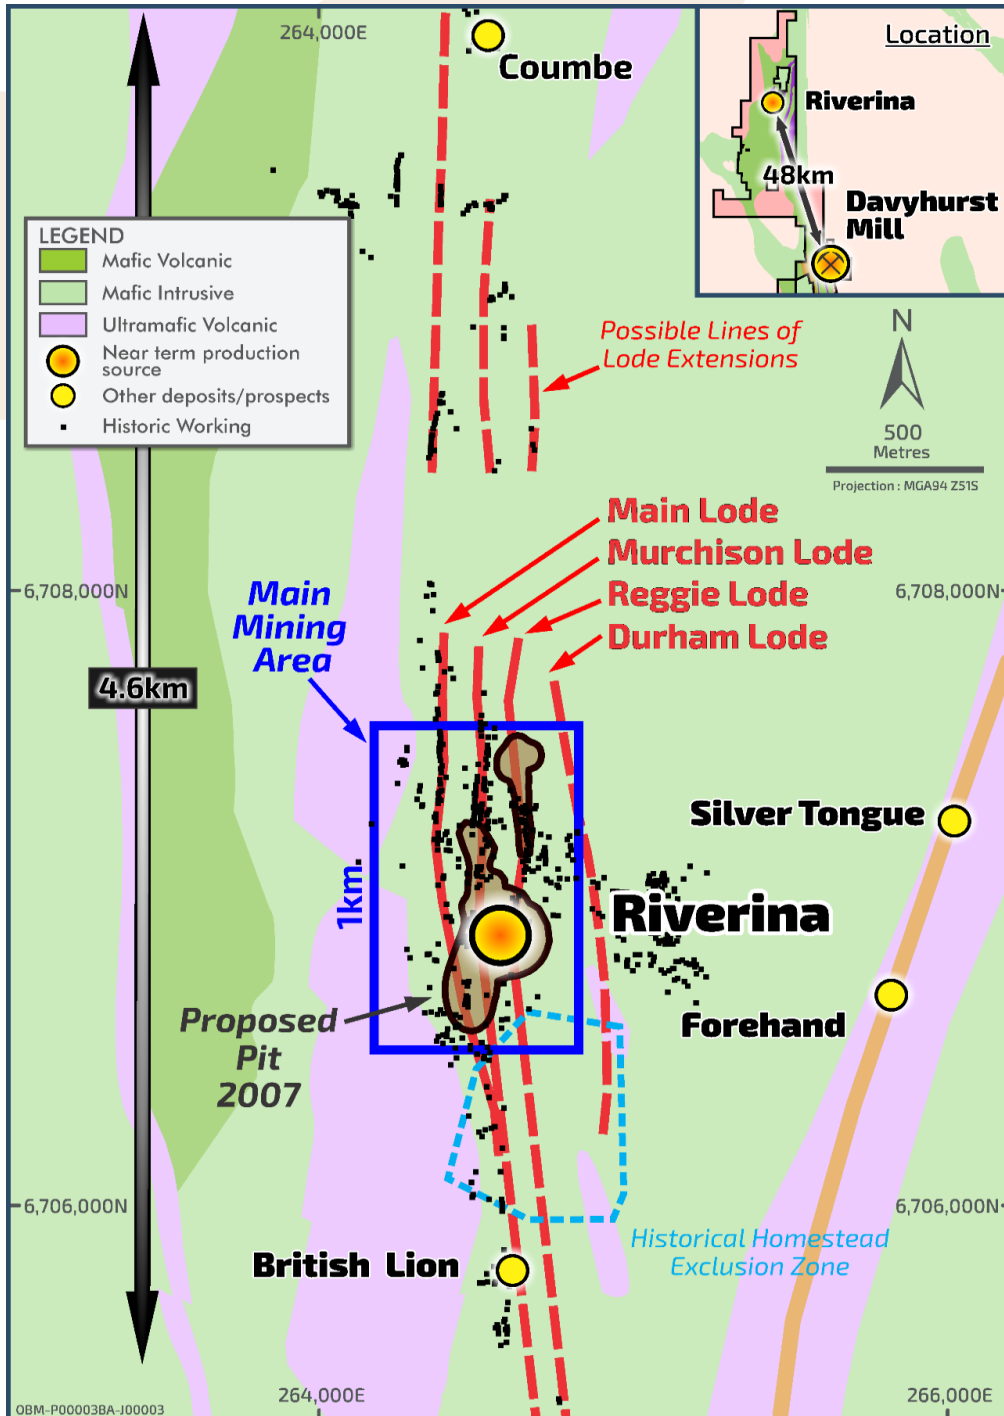 264,000E
Coumbe
Location
Riverina
48km
Davyhurst
Mill
LEGEND
Mafic Volcanic
Mafic Intrusive
Ultramafic Volcanic
Near term production
source
Other deposits/prospects
Historic Working
Possible Lines of
Lode Extensions
N
500
Metres
Projection : MGA94 Z51S
Main Lode
Murchison Lode
Reggie Lode
Durham Lode
6,708,000N
6,708,000N
Main
Mining
Area
4.6km
1km
Silver Tongue
Riverina
Forehand
Proposed
Pit
2007
6,706,000N
6,706,000N
Historical Homestead
Exclusion Zone
British Lion
264,000E
266,000E
OBM-P00003BA-J00003